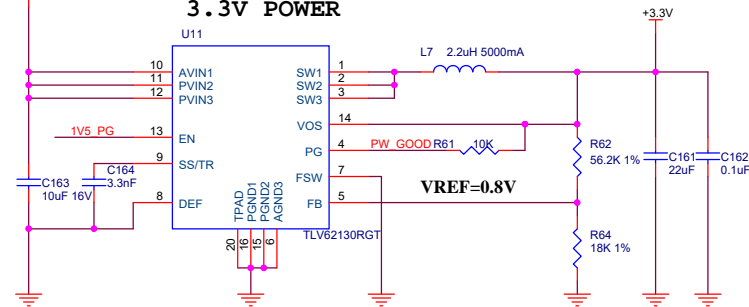 3.3V POWER
+3.3V
U11
L7 2.2uH 5000mA
10 AVIN1 SW1 1
11 PVIN2 SW2 2
12 PVIN3 SW3 3
VOS 14
1V5_PG 13 EN
PG 4 PW_GOOD R61 10K
R62
56.2K 1%
C161
22uF
C162
0.1uF
9 SS/TR
C164
3.3nF
FSW 7
C163
10uF 16V
8 DEF
FB 5
VREF=0.8V
TPAD PGND1 PGND2 AGND3
20 16 15 6
TLV62130RGT
R64
18K 1%